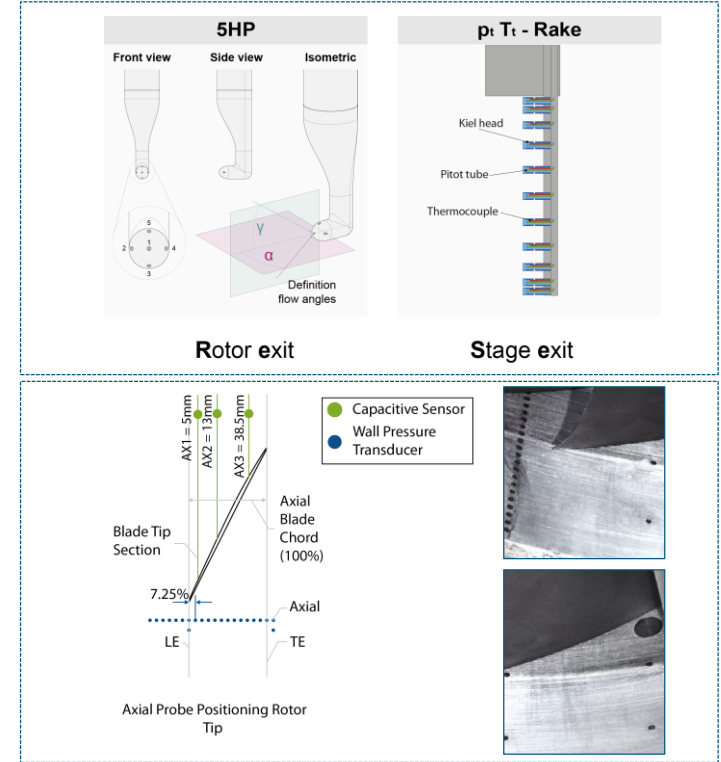 5HP
Front view
Side view
Isometric
5
2
1
4
3
γ
α
Definition
flow angles
Rotor exit
pt Tt - Rake
Kiel head
Pitot tube
Thermocouple
Stage exit
AX1 = 5mm
AX2 = 13mm
AX3 = 38.5mm
Capacitive Sensor
Wall Pressure
Transducer
Axial
Blade
Chord
(100%)
Blade Tip
Section
7.25%
Axial
LE
TE
Axial Probe Positioning Rotor
Tip